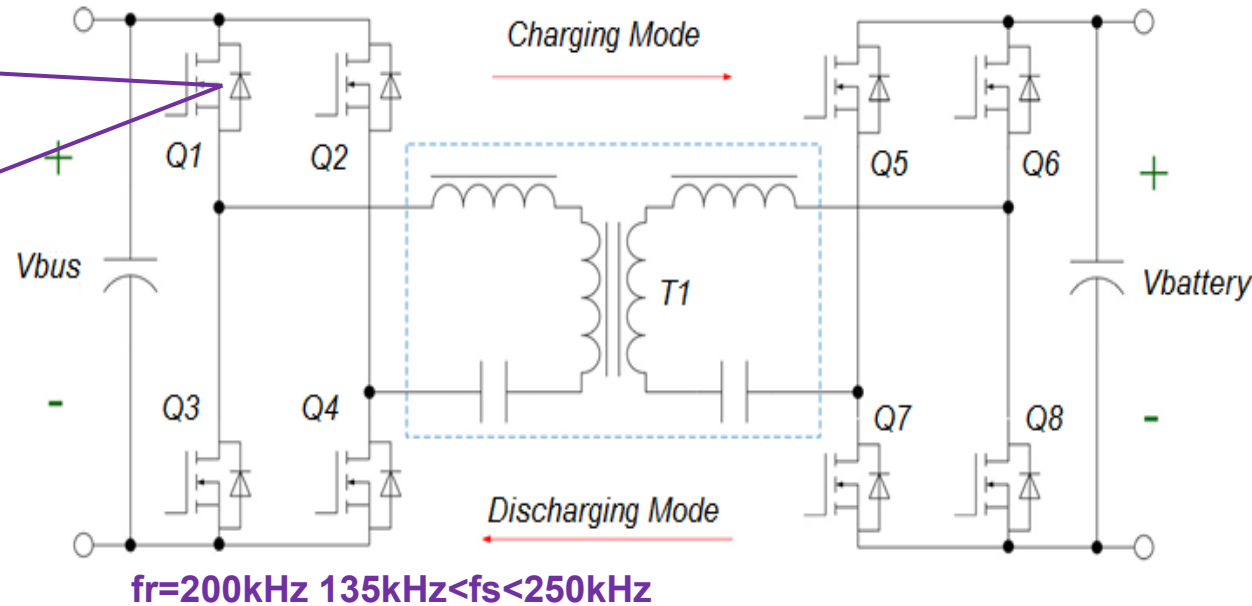 Charging Mode
Q1
Q2
Q5
Q6
+
+
Vbus
T1
Vbattery
-
-
Q3
Q4
Q7
Q8
Discharging Mode
fr=200kHz 135kHz<fs<250kHz